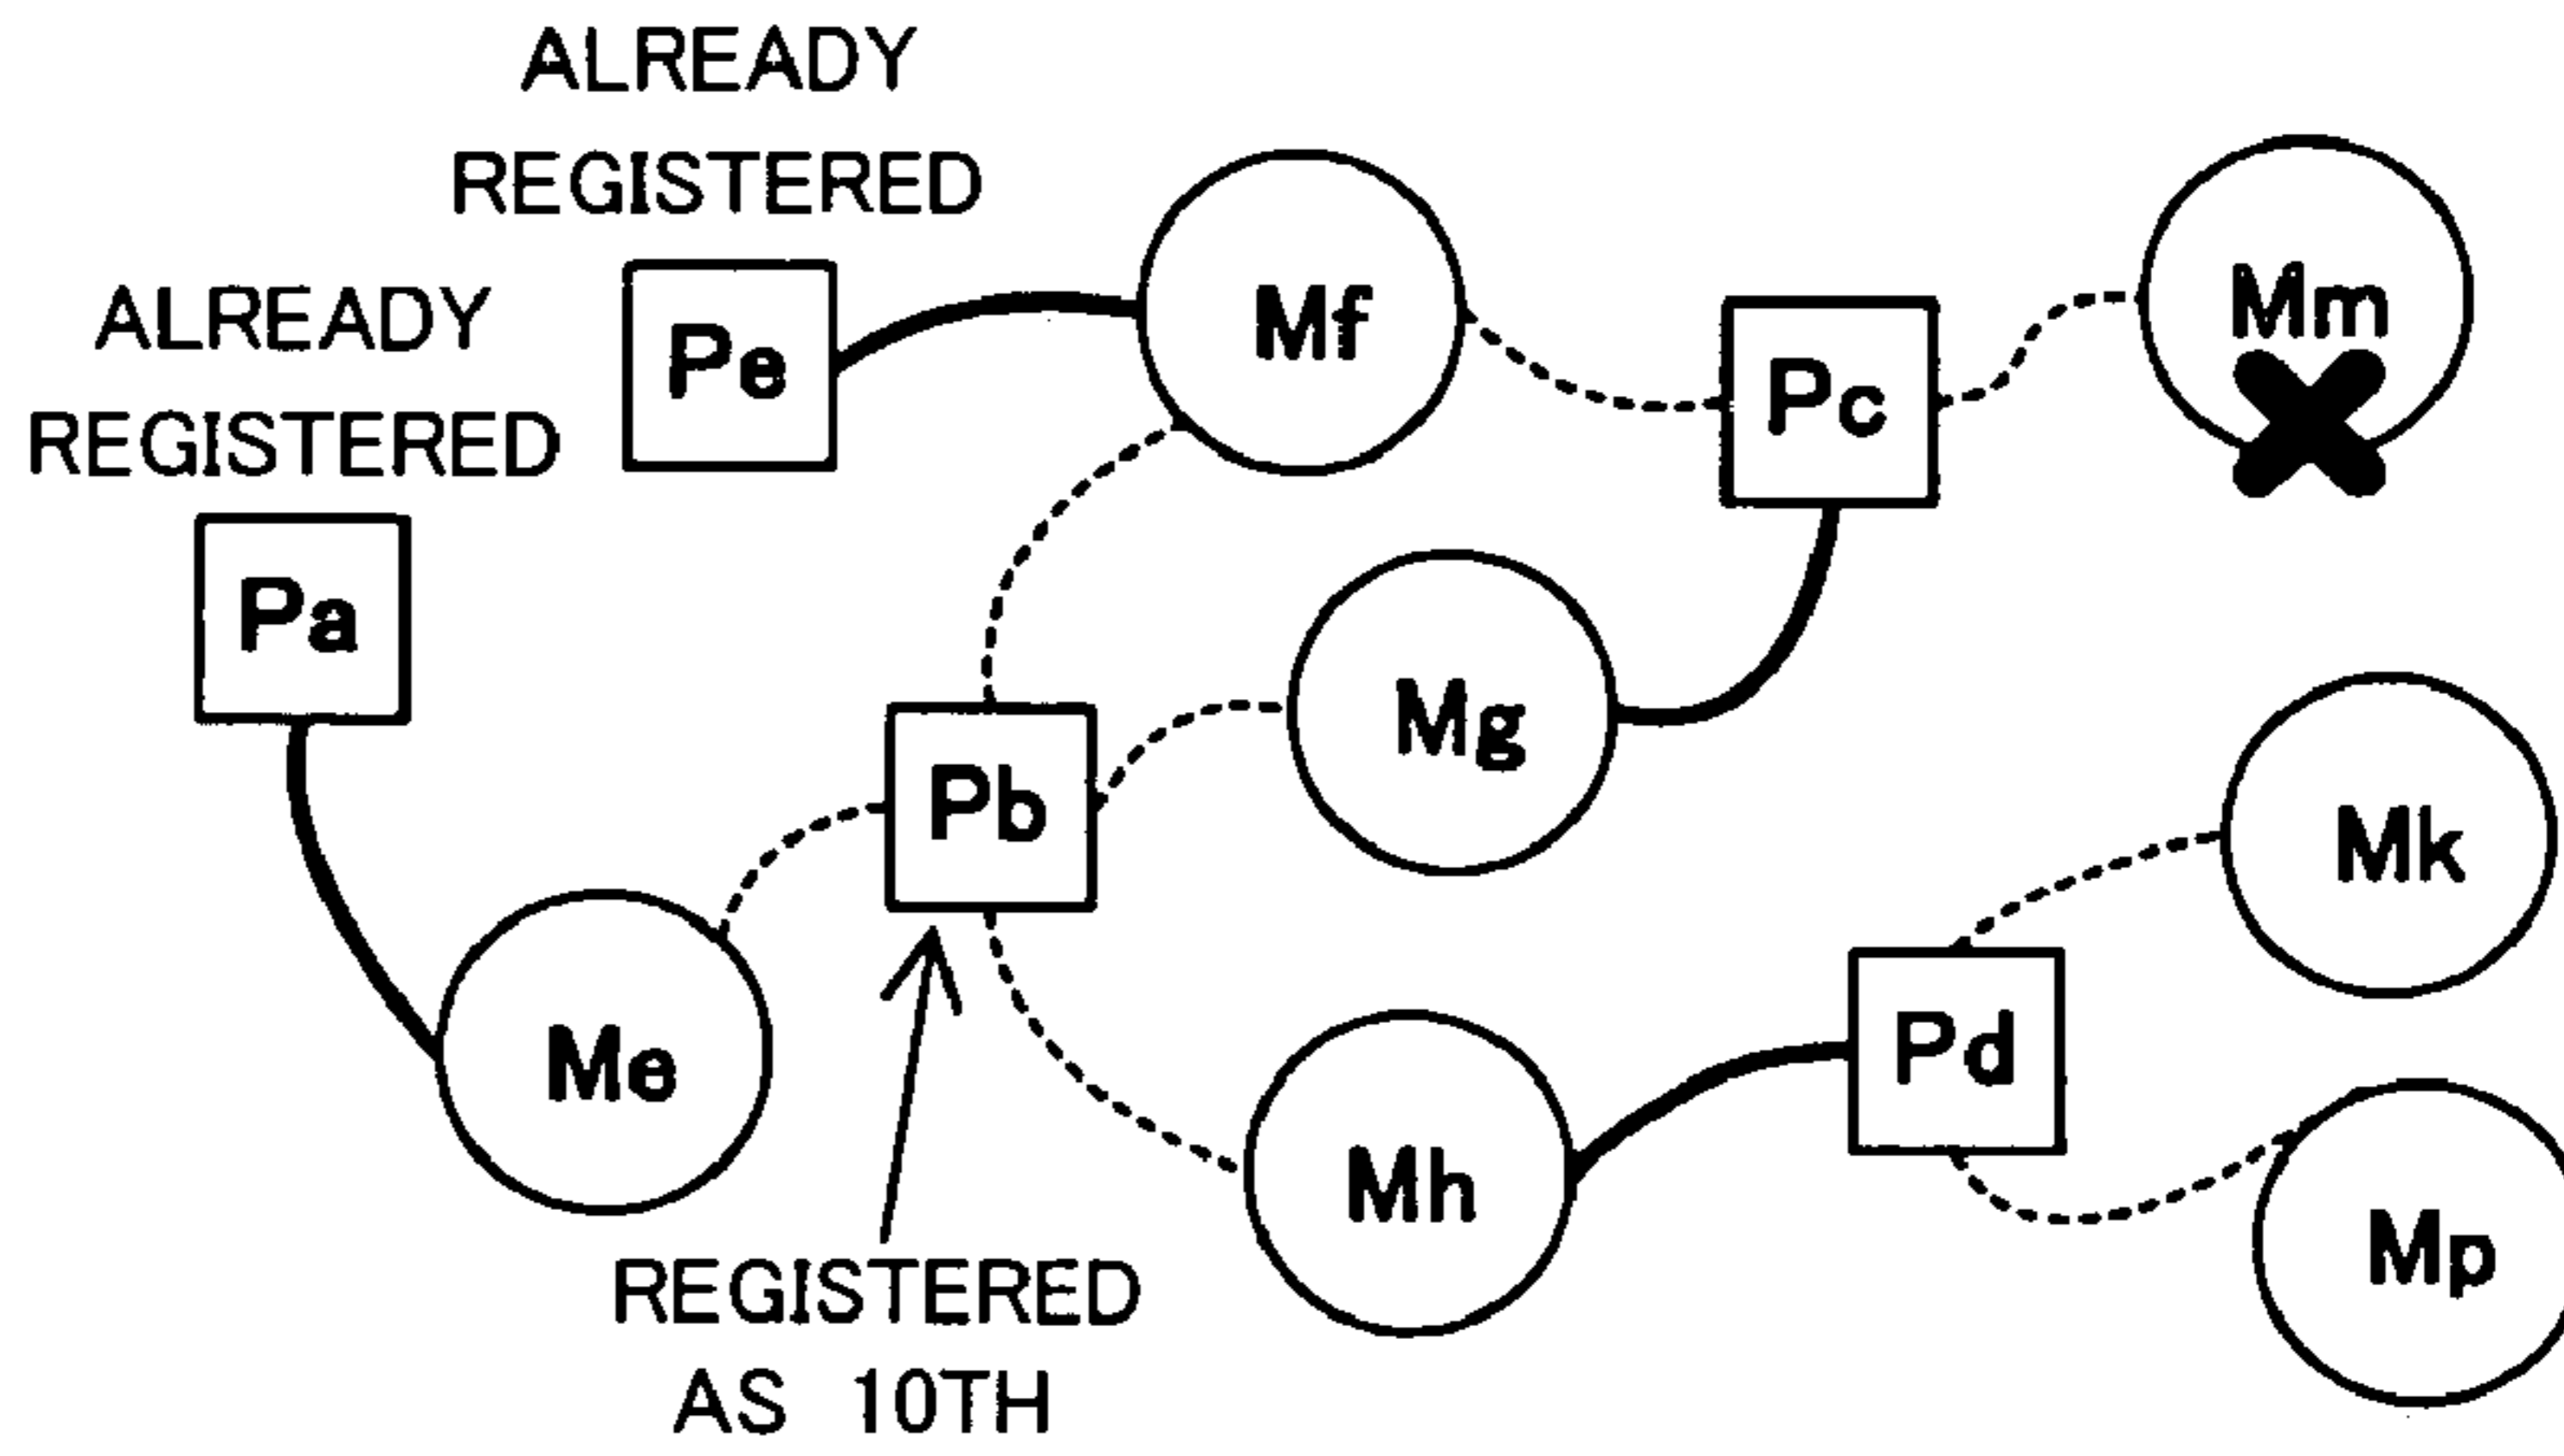 ALREADY
REGISTERED
ALREADY
REGISTERED
Pe
Mf
Pc
Mm
Pa
Pb
Mg
Mk
Me
Mh
Pd
Mp
REGISTERED
AS 10TH